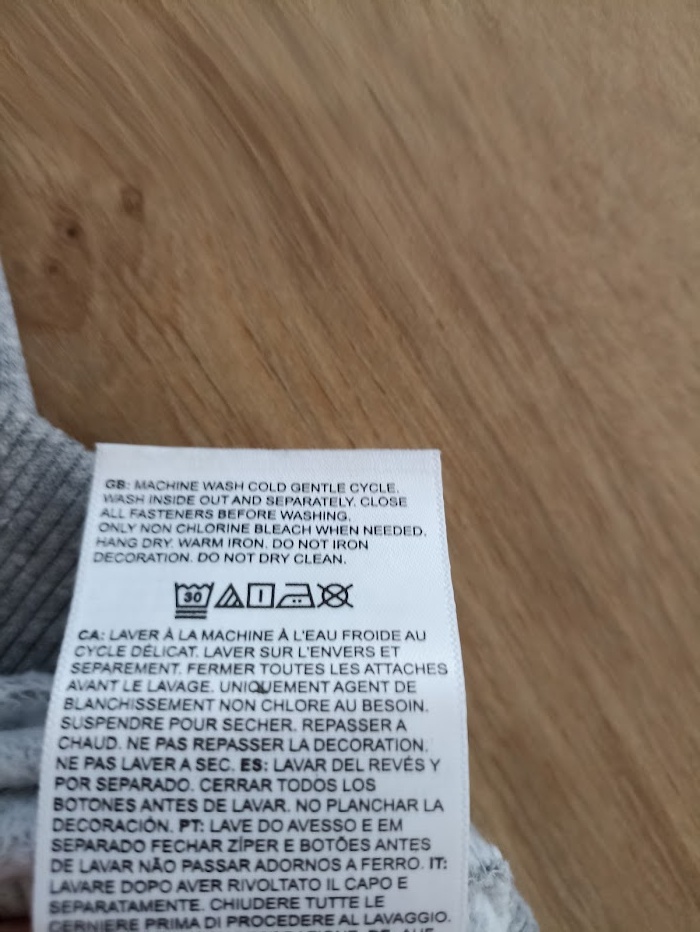 GB: MACHINE WASH COLD GENTLE CYCLE.
WASH INSIDE OUT AND SEPARATELY. CLOSE
ALL FASTENERS BEFORE WASHING.
ONLY NON CHLORINE BLEACH WHEN NEEDED.
HANG DRY. WARM IRON. DO NOT IRON
DECORATION. DO NOT DRY CLEAN.
30
CA: LAVER À LA MACHINE À L'EAU FROIDE AU
CYCLE DÉLICAT. LAVER SUR L'ENVERS ET
SEPAREMENT. FERMER TOUTES LES ATTACHES
AVANT LE LAVAGE. UNIQUEMENT AGENT DE
BLANCHISSEMENT NON CHLORE AU BESOIN.
SUSPENDRE POUR SECHER. REPASSER A
CHAUD. NE PAS REPASSER LA DECORATION.
NE PAS LAVER A SEC. ES: LAVAR DEL REVÉS Y
POR SEPARADO. CERRAR TODOS LOS
BOTONES ANTES DE LAVAR. NO PLANCHAR LA
DECORACIÓN. PT: LAVE DO AVESSO E EM
SEPARADO FECHAR ZÍPER E BOTÕES ANTES
DE LAVAR NÃO PASSAR ADORNOS A FERRO. IT:
LAVARE DOPO AVER RIVOLTATO IL CAPO E
SEPARATAMENTE. CHIUDERE TUTTE LE
CERNIERE PRIMA DI PROCEDERE AL LAVAGGIO.